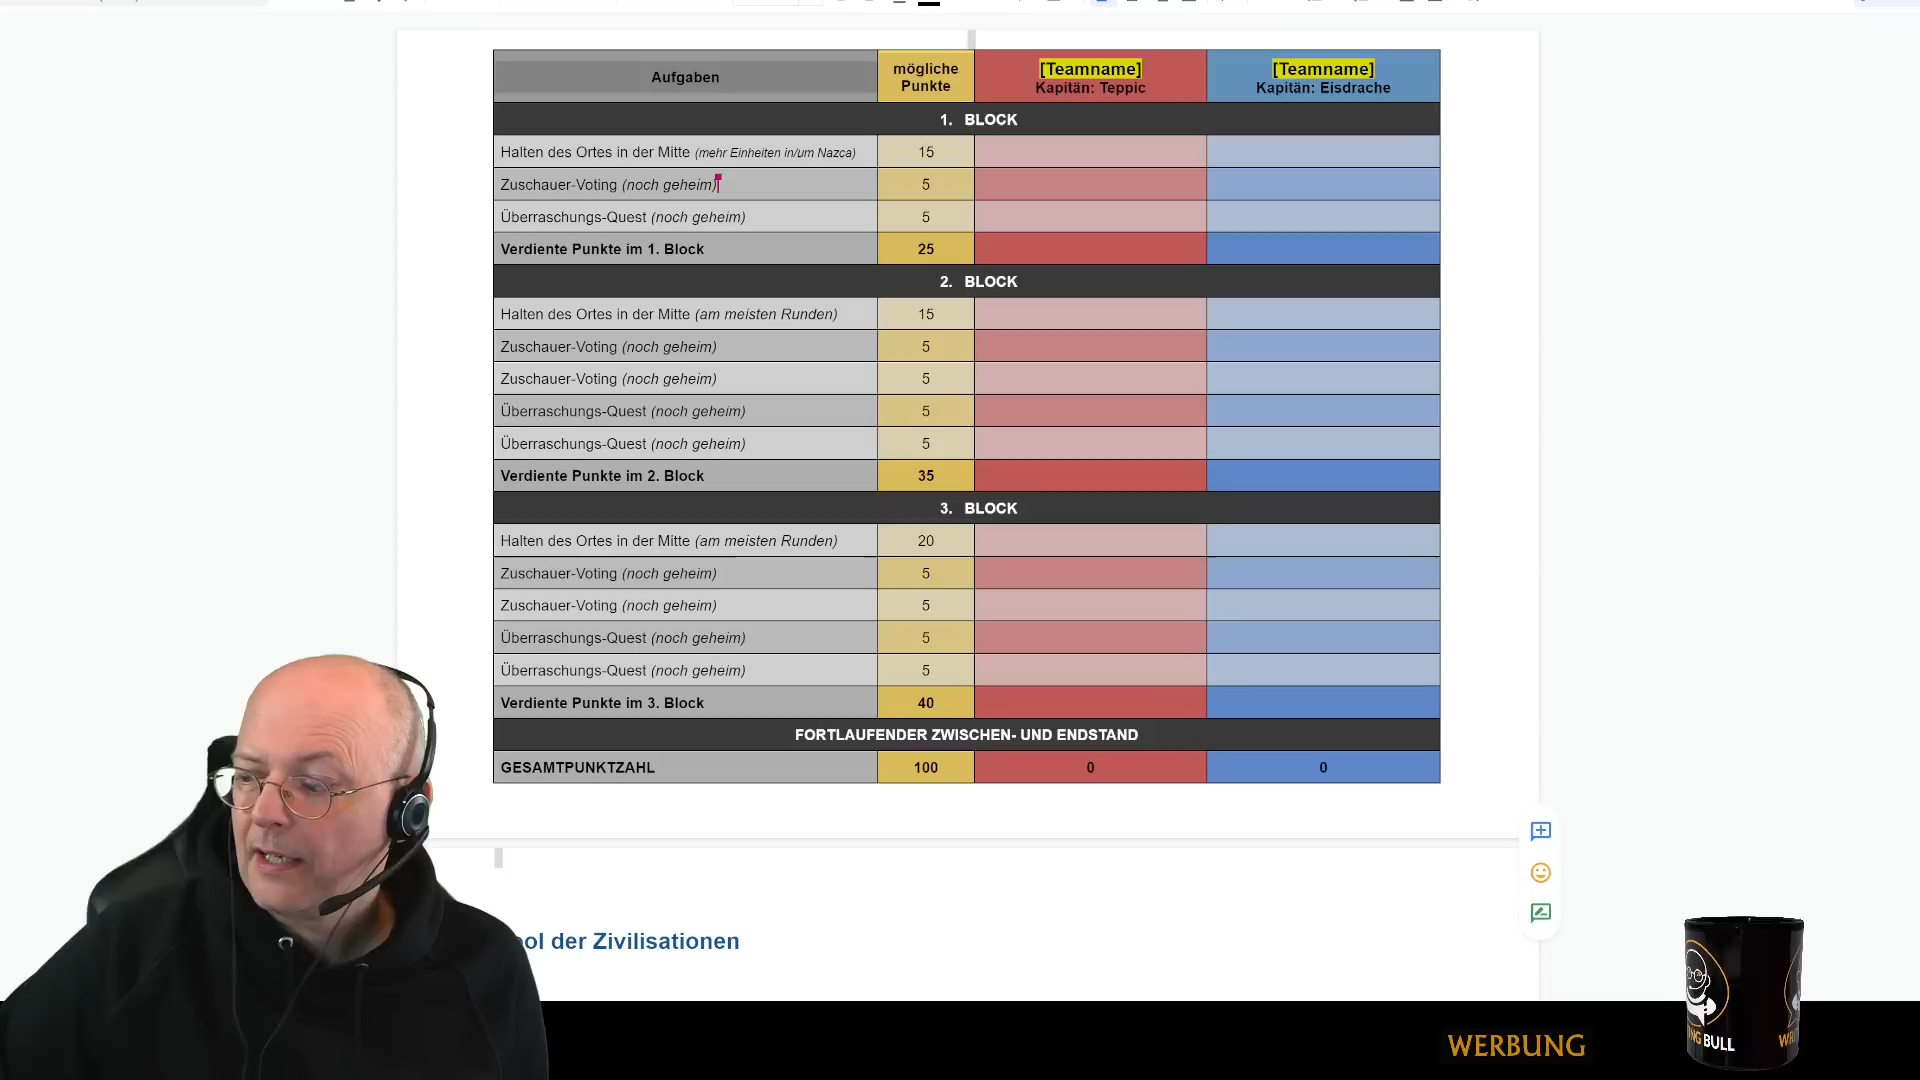 Aufgaben
mögliche Punkte
[Teamname]
Kapitän: Teppic
[Teamname]
Kapitän: Eisdrache
1. BLOCK
Halten des Ortes in der Mitte (mehr Einheiten in/um Nazca) 15
Zuschauer-Voting (noch geheim) 5
Überraschungs-Quest (noch geheim) 5
Verdiente Punkte im 1. Block 25
2. BLOCK
Halten des Ortes in der Mitte (am meisten Runden) 15
Zuschauer-Voting (noch geheim) 5
Zuschauer-Voting (noch geheim) 5
Überraschungs-Quest (noch geheim) 5
Überraschungs-Quest (noch geheim) 5
Verdiente Punkte im 2. Block 35
3. BLOCK
Halten des Ortes in der Mitte (am meisten Runden) 20
Zuschauer-Voting (noch geheim) 5
Zuschauer-Voting (noch geheim) 5
Überraschungs-Quest (noch geheim) 5
Überraschungs-Quest (noch geheim) 5
Verdiente Punkte im 3. Block 40
FORTLAUFENDER ZWISCHEN- UND ENDSTAND
GESAMTPUNKTZAHL 100 0 0
ool der Zivilisationen
WERBUNG
NG BULL